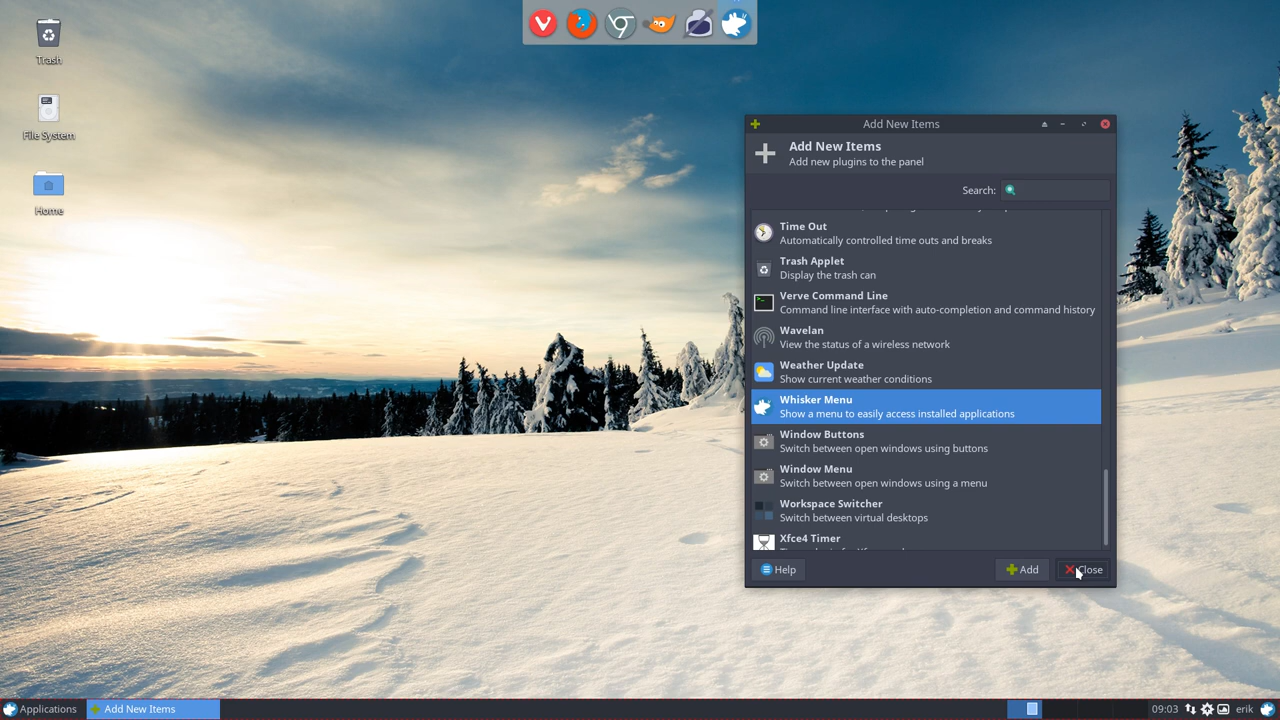 Trash
File System
Home
Add New Items
Add New Items
Add new plugins to the panel
Search:
Time Out
Automatically controlled time outs and breaks
Trash Applet
Display the trash can
Verve Command Line
Command line interface with auto-completion and command history
Wavelan
View the status of a wireless network
Weather Update
Show current weather conditions
Whisker Menu
Show a menu to easily access installed applications
Window Buttons
Switch between open windows using buttons
Window Menu
Switch between open windows using a menu
Workspace Switcher
Switch between virtual desktops
Xfce4 Timer
Help
Add
Close
Applications
Add New Items
09:03
erik